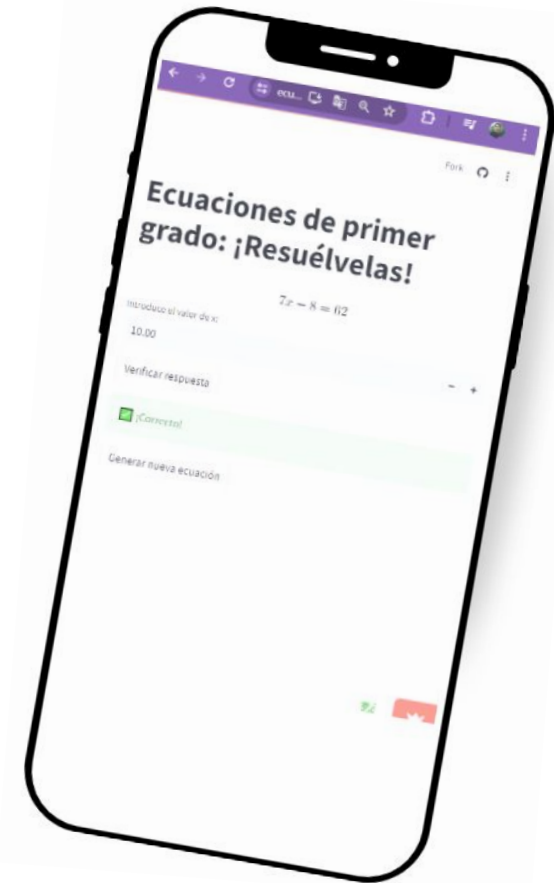 ecu...
Fork
Ecuaciones de primer
grado: ¡Resuélvelas!
7x − 8 = 62
Introduce el valor de x:
10.00
− +
Verificar respuesta
¡Correcto!
Generar nueva ecuación